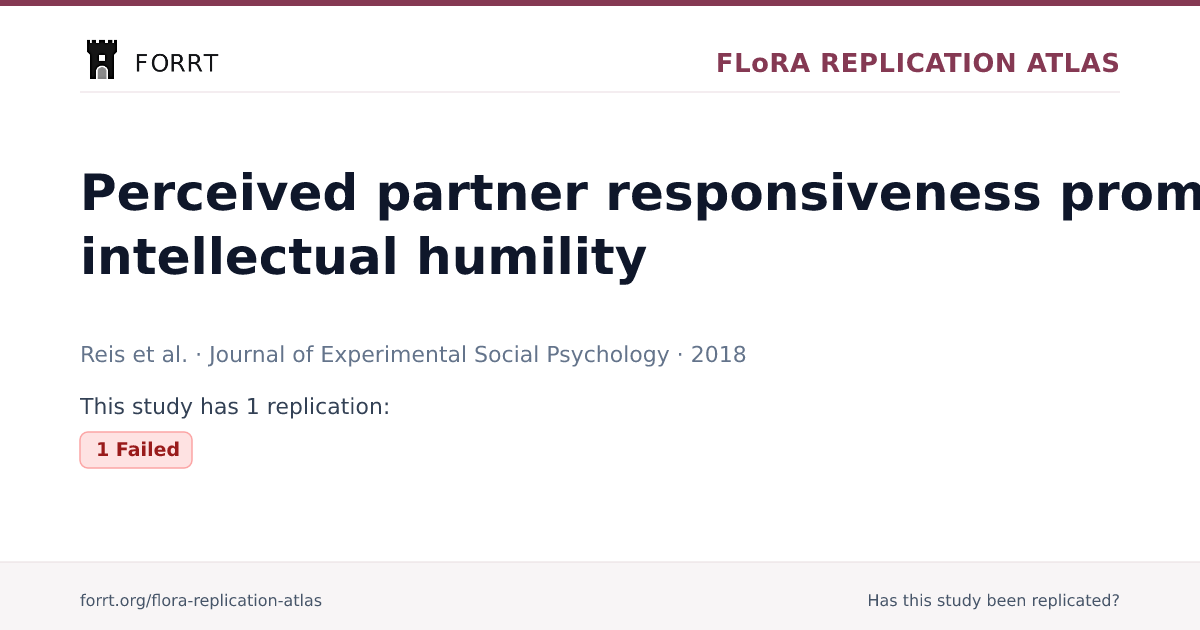 FORRT
FLoRA REPLICATION ATLAS
Perceived partner responsiveness prom
intellectual humility
Reis et al. · Journal of Experimental Social Psychology · 2018
This study has 1 replication:
1 Failed
forrt.org/flora-replication-atlas
Has this study been replicated?